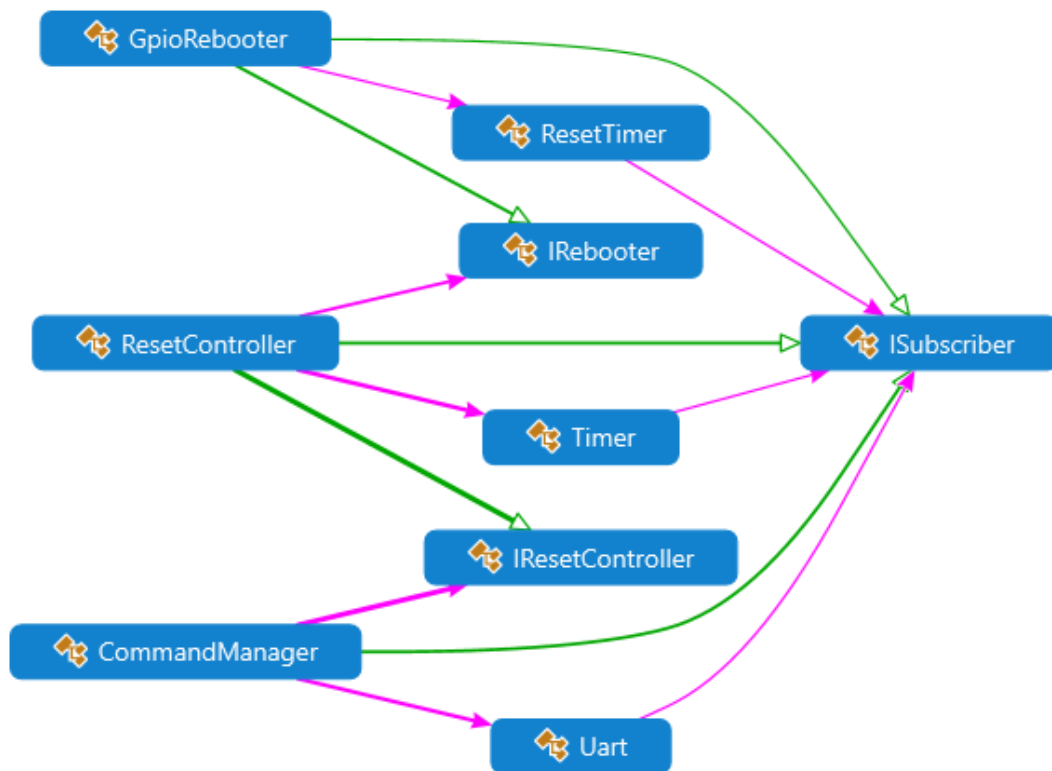 GpioRebooter
ResetTimer
IRebooter
ResetController
ISubscriber
Timer
IResetController
CommandManager
Uart